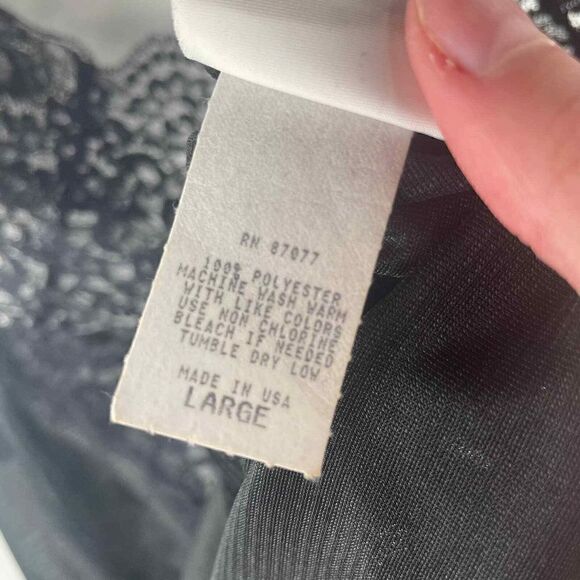 RN 87077
100% POLYESTER
MACHINE WASH WARM
WITH LIKE COLORS
USE NON CHLORINE
BLEACH IF NEEDED
TUMBLE DRY LOW
MADE IN USA
LARGE